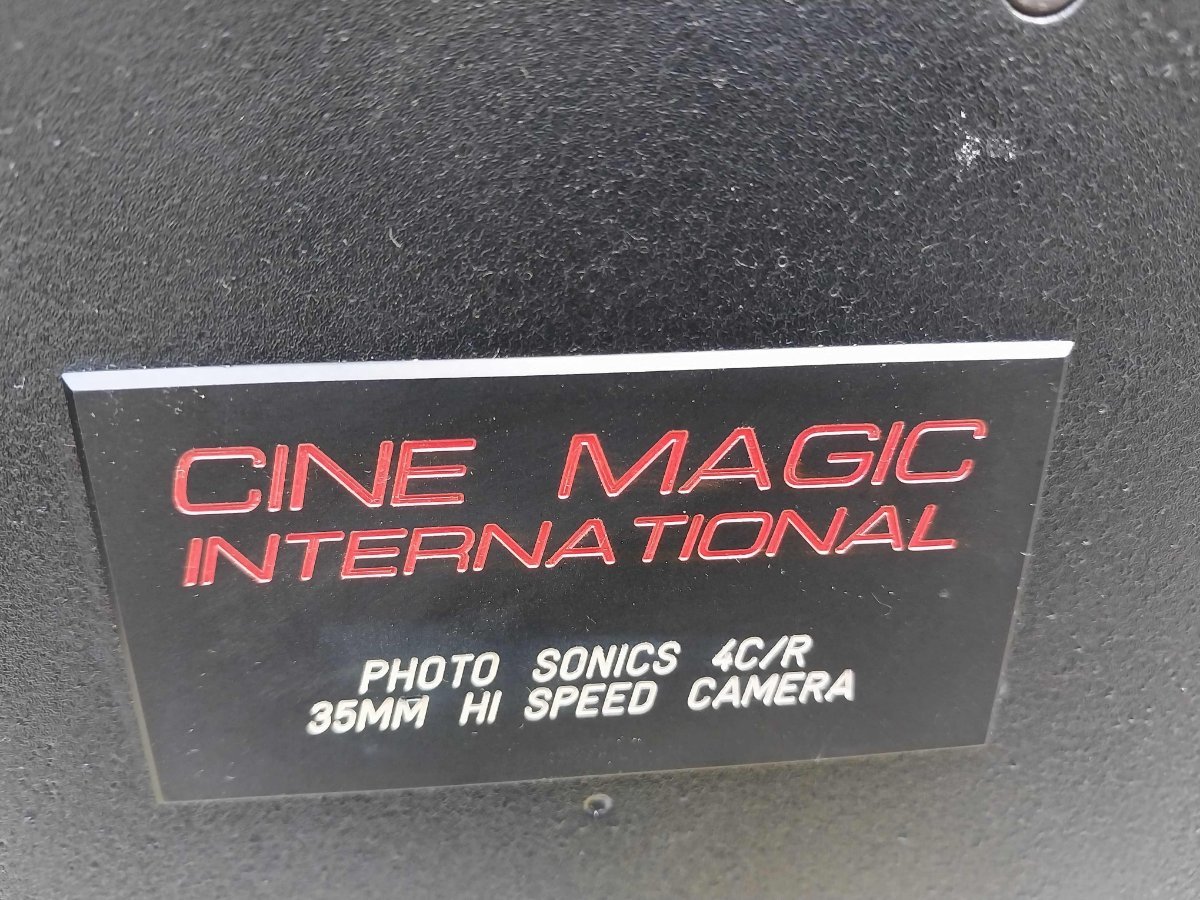 CINE MAGIC
INTERNATIONAL
PHOTO SONICS 4C/R
35MM HI SPEED CAMERA